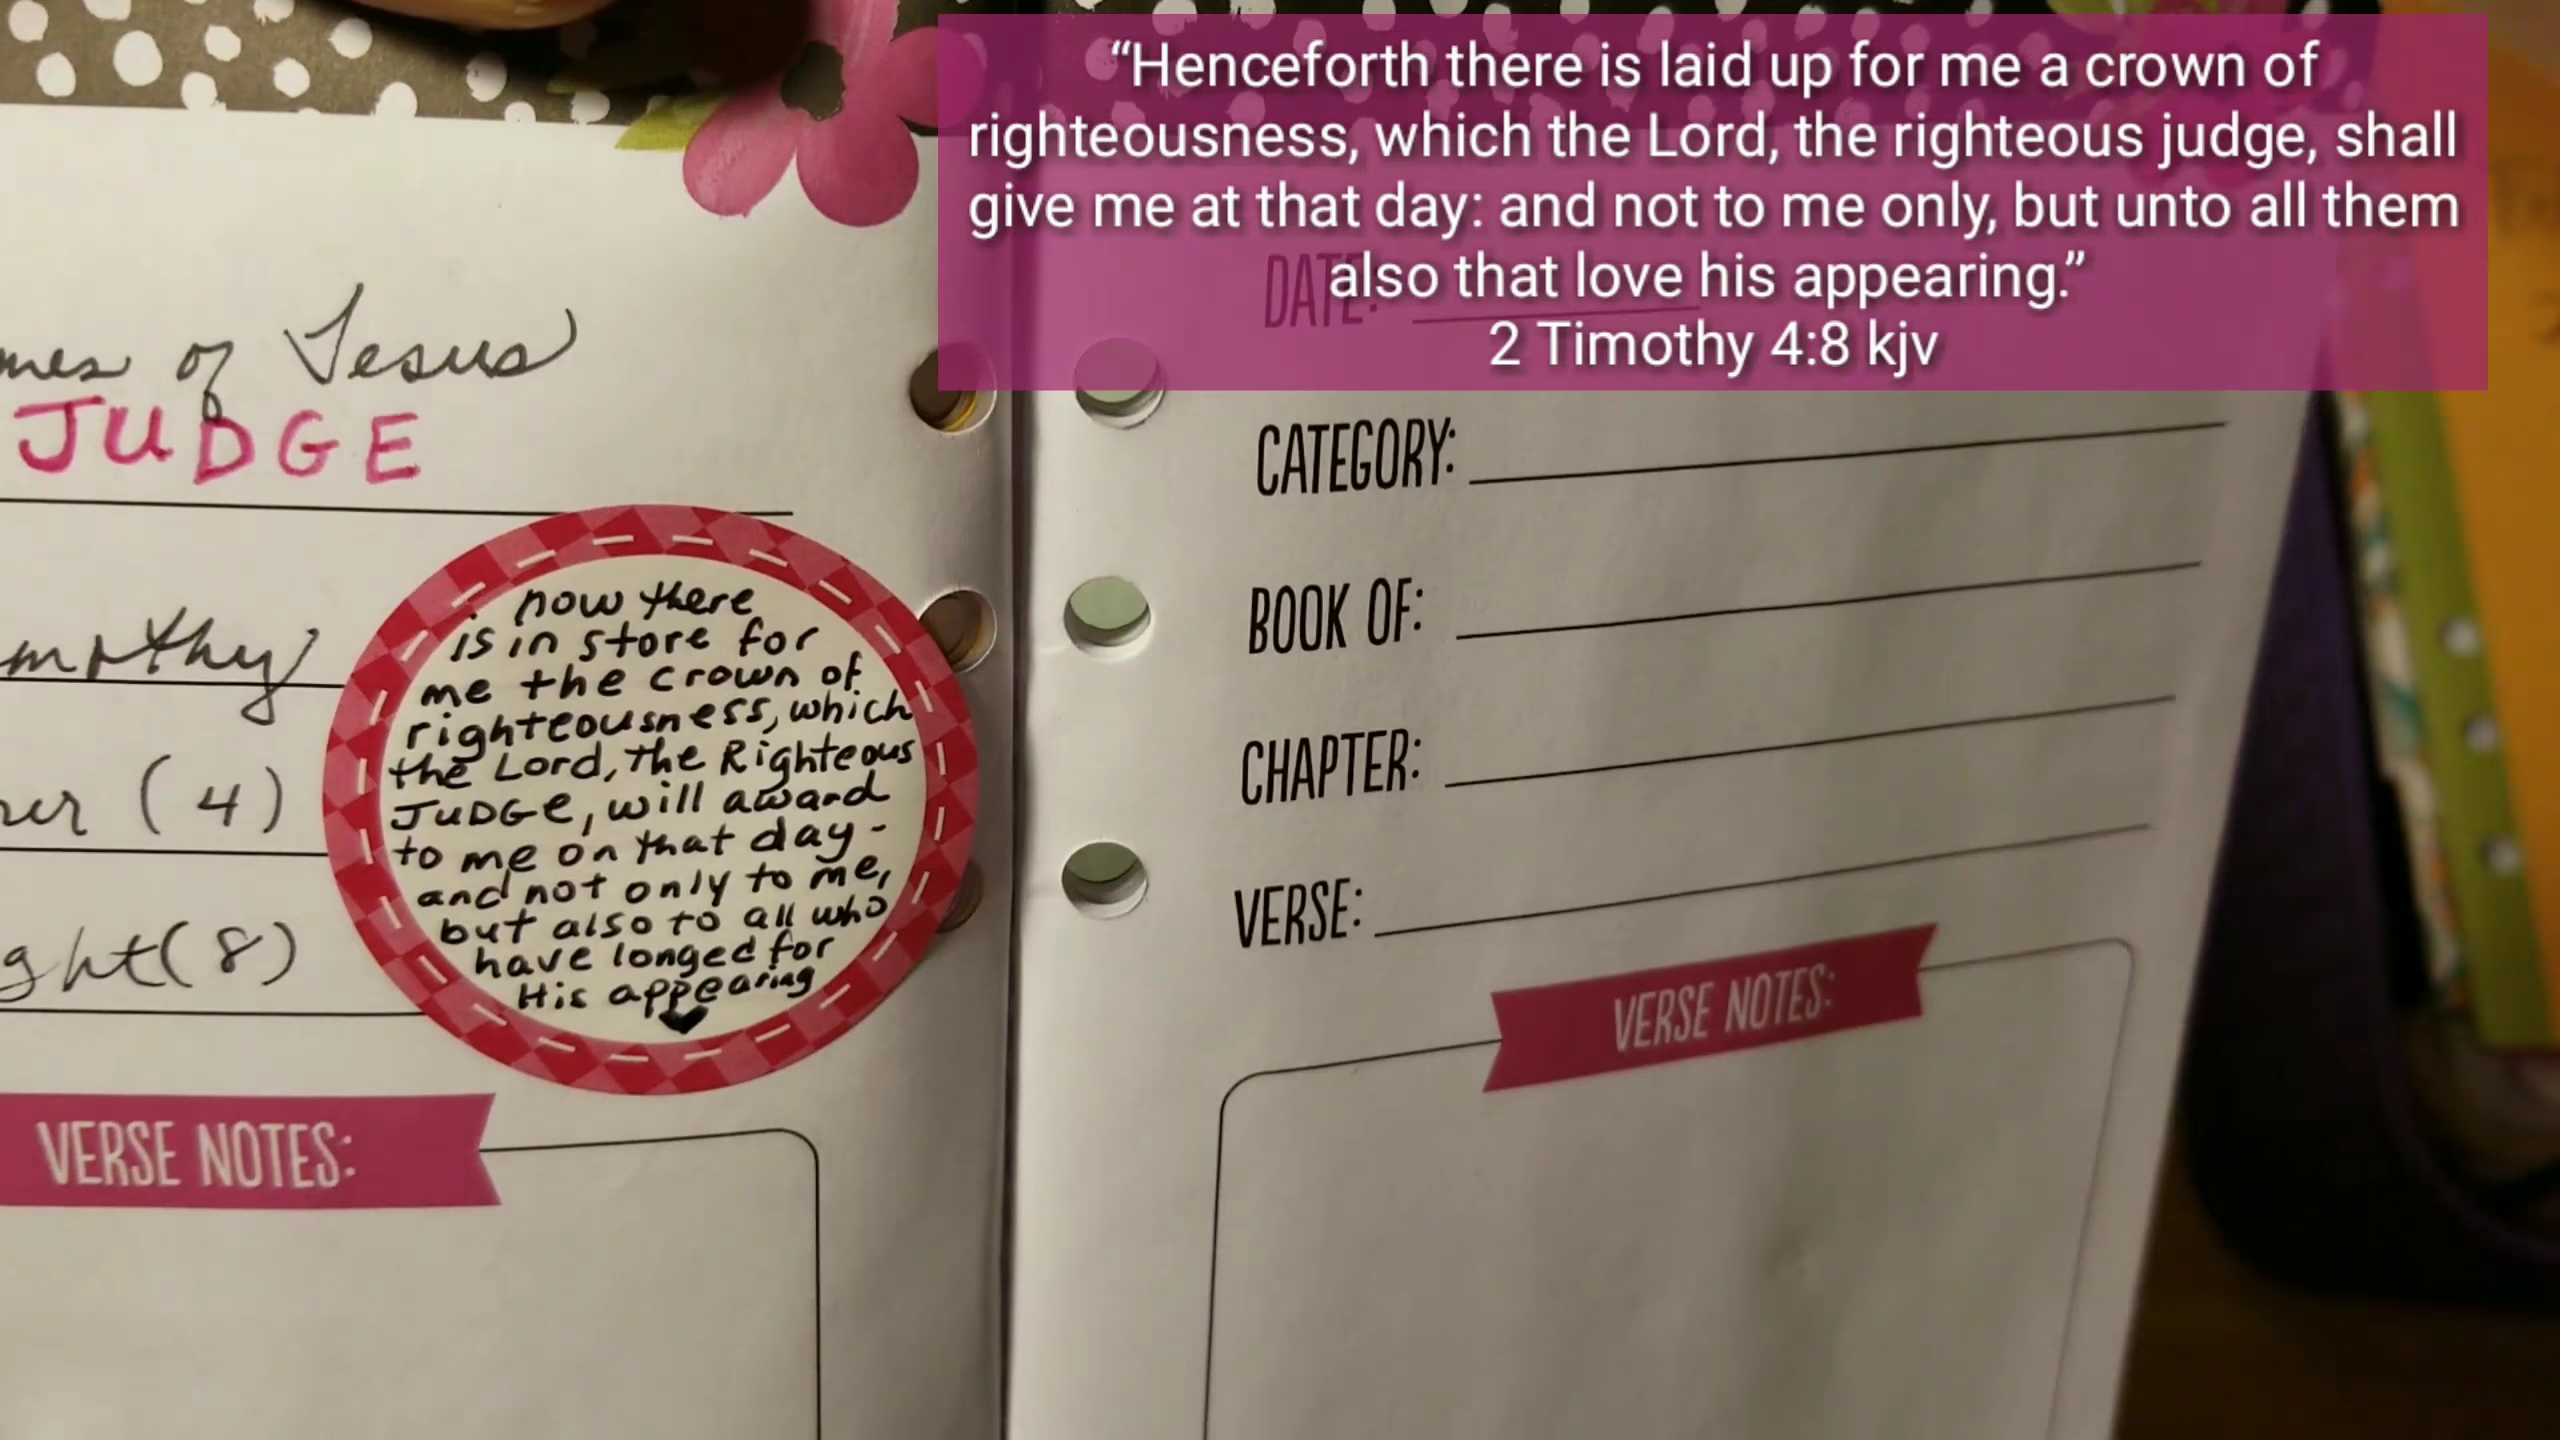 “Henceforth there is laid up for me a crown of
righteousness, which the Lord, the righteous judge, shall
give me at that day: and not to me only, but unto all them
also that love his appearing.”
2 Timothy 4:8 kjv
of Jesus
JUDGE
now there
is in store for
me the crown of
righteousness, which
the Lord, the Righteous
JUDGE, will award
to me on that day -
and not only to me,
but also to all who
have longed for
His appearing
(4)
(8)
VERSE NOTES:
DATE:
CATEGORY:
BOOK OF:
CHAPTER:
VERSE:
VERSE NOTES: